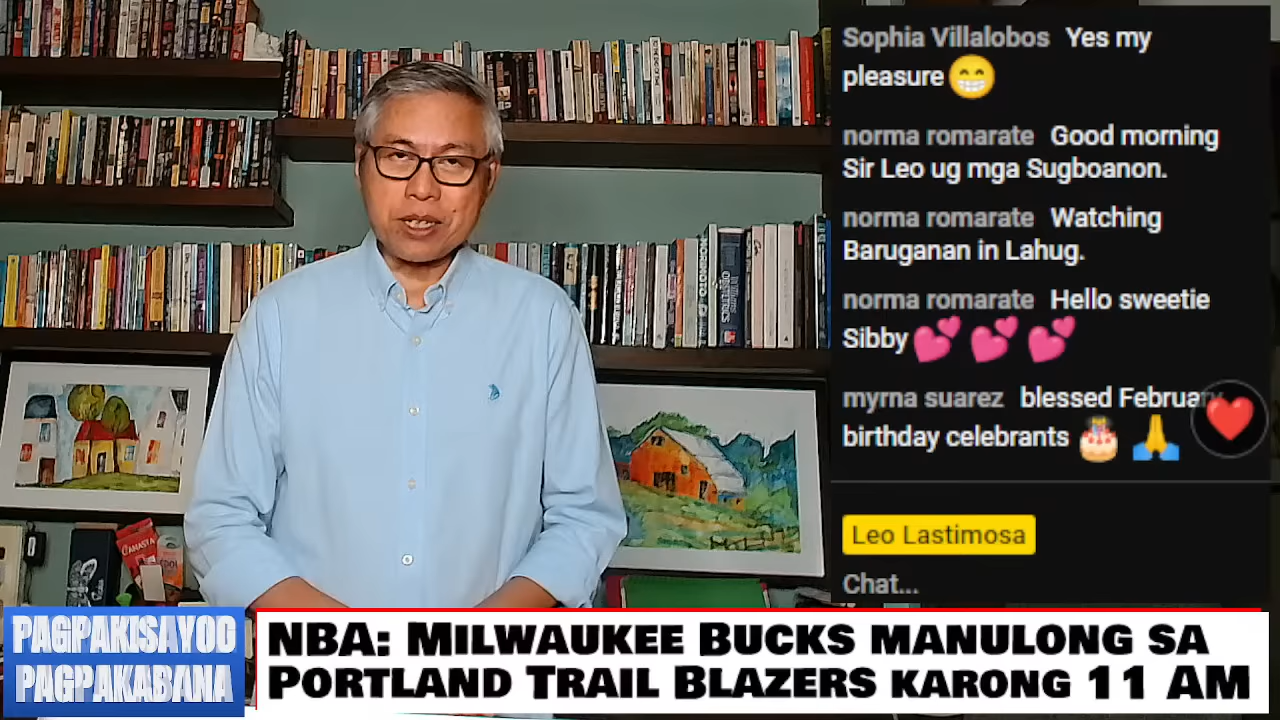 Sophia Villalobos Yes my
pleasure😁
norma romarate Good morning
Sir Leo ug mga Sugboanon.
norma romarate Watching
Baruganan in Lahug.
norma romarate Hello sweetie
Sibby💕 💕 💕
myrna suarez blessed February
birthday celebrants 🎂 🙏
Leo Lastimosa
Chat...
PAGPAKISAYOD
PAGPAKABANA
NBA: MILWAUKEE BUCKS MANULONG SA
PORTLAND TRAIL BLAZERS KARONG 11 AM